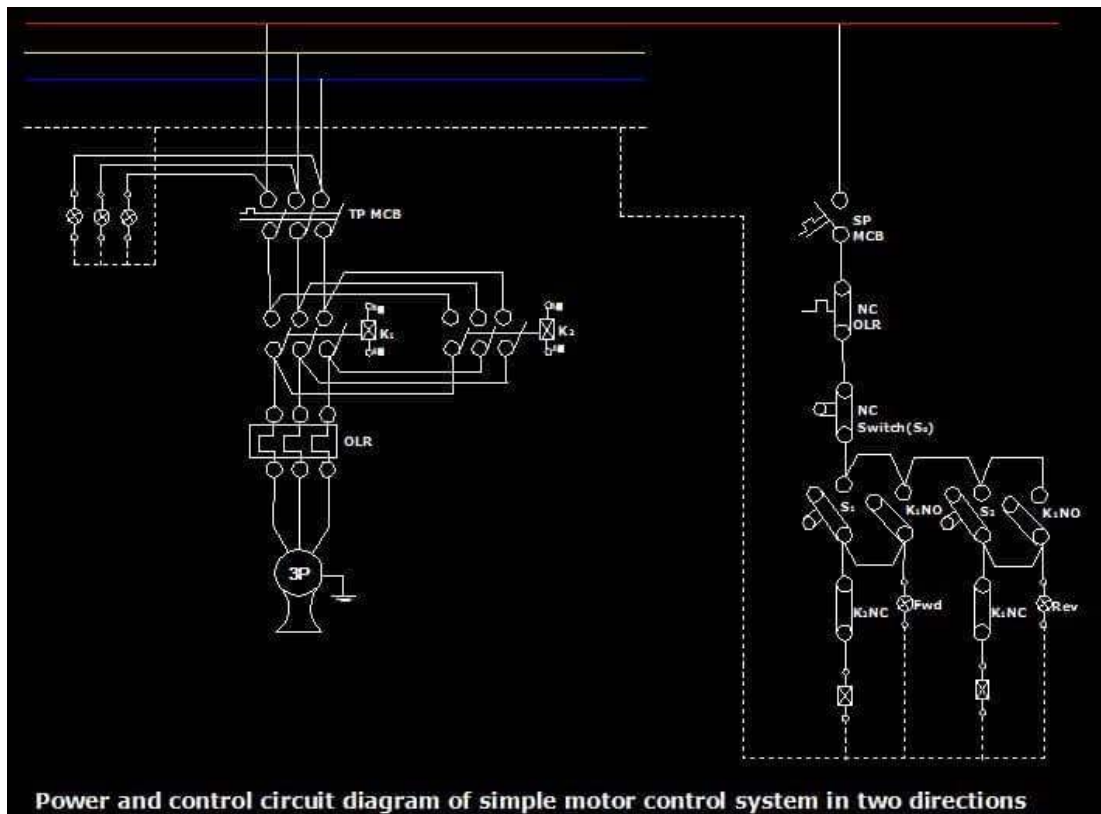 TP MCB
K₁
K₂
OLR
3P
SP
MCB
NC
OLR
NC
Switch(S₀)
S₁
K₁NO
S₂
K₁NO
K₂NC
Fwd
K₁NC
Rev
Power and control circuit diagram of simple motor control system in two directions